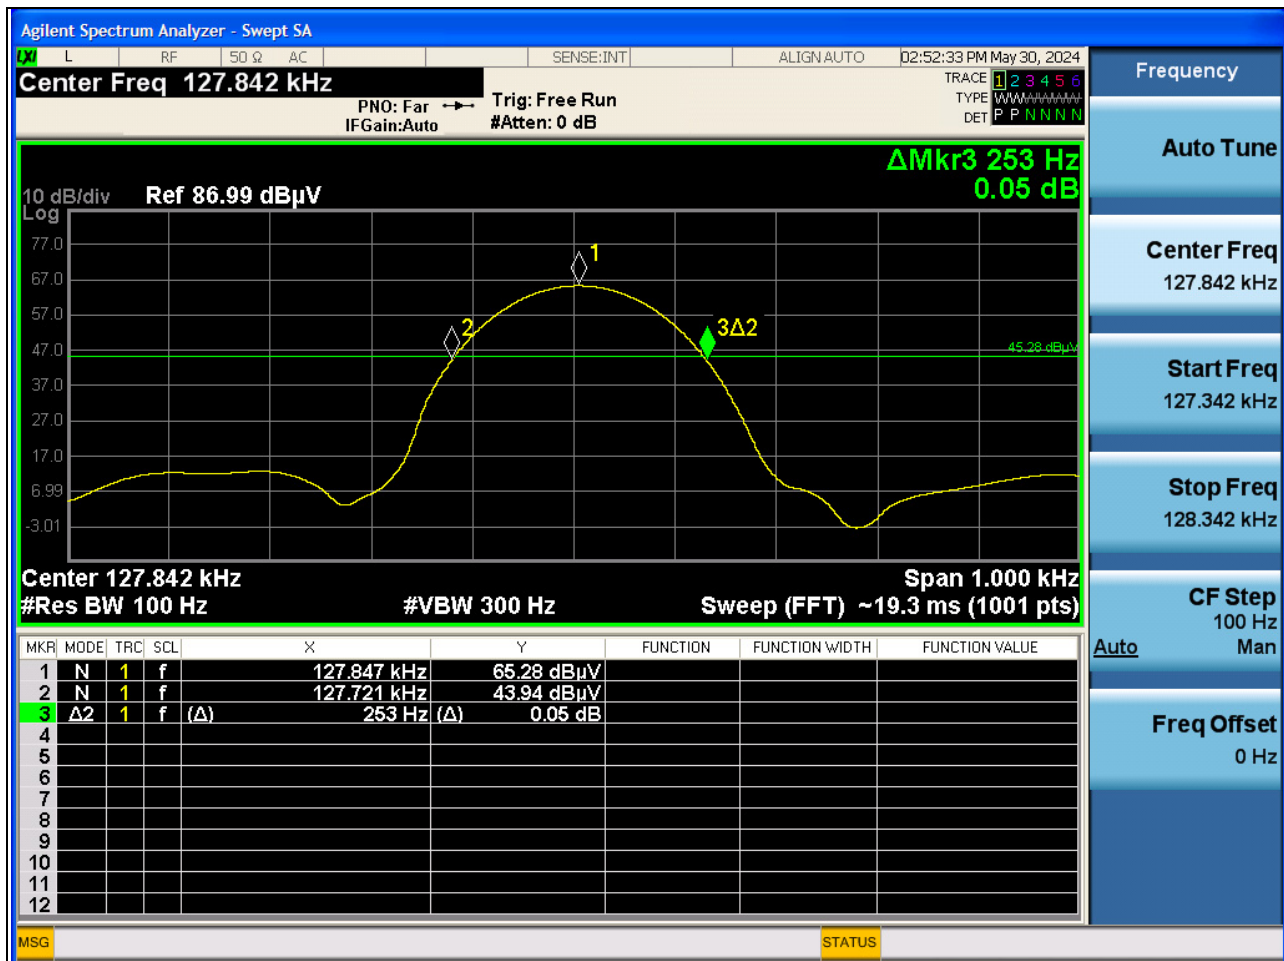 Agilent Spectrum Analyzer - Swept SA
LXI L RF 50 Ω AC SENSE:INT ALIGN AUTO 02:52:33 PM May 30, 2024
Center Freq 127.842 kHz
PNO: Far
IFGain:Auto
Trig: Free Run
#Atten: 0 dB
TRACE 1 2 3 4 5 6
TYPE WWWWWW
DET P P N N N N
ΔMkr3 253 Hz
0.05 dB
10 dB/div Ref 86.99 dBµV
Log
77.0
67.0
57.0
47.0
37.0
27.0
17.0
6.99
-3.01
1
2
3Δ2
45.28 dBµV
Center 127.842 kHz Span 1.000 kHz
#Res BW 100 Hz #VBW 300 Hz Sweep (FFT) ~19.3 ms (1001 pts)
MKR MODE TRC SCL X Y FUNCTION FUNCTION WIDTH FUNCTION VALUE
1 N 1 f 127.847 kHz 65.28 dBµV
2 N 1 f 127.721 kHz 43.94 dBµV
3 Δ2 1 f (Δ) 253 Hz (Δ) 0.05 dB
4
5
6
7
8
9
10
11
12
MSG STATUS
Frequency
Auto Tune
Center Freq
127.842 kHz
Start Freq
127.342 kHz
Stop Freq
128.342 kHz
CF Step
100 Hz
Auto Man
Freq Offset
0 Hz